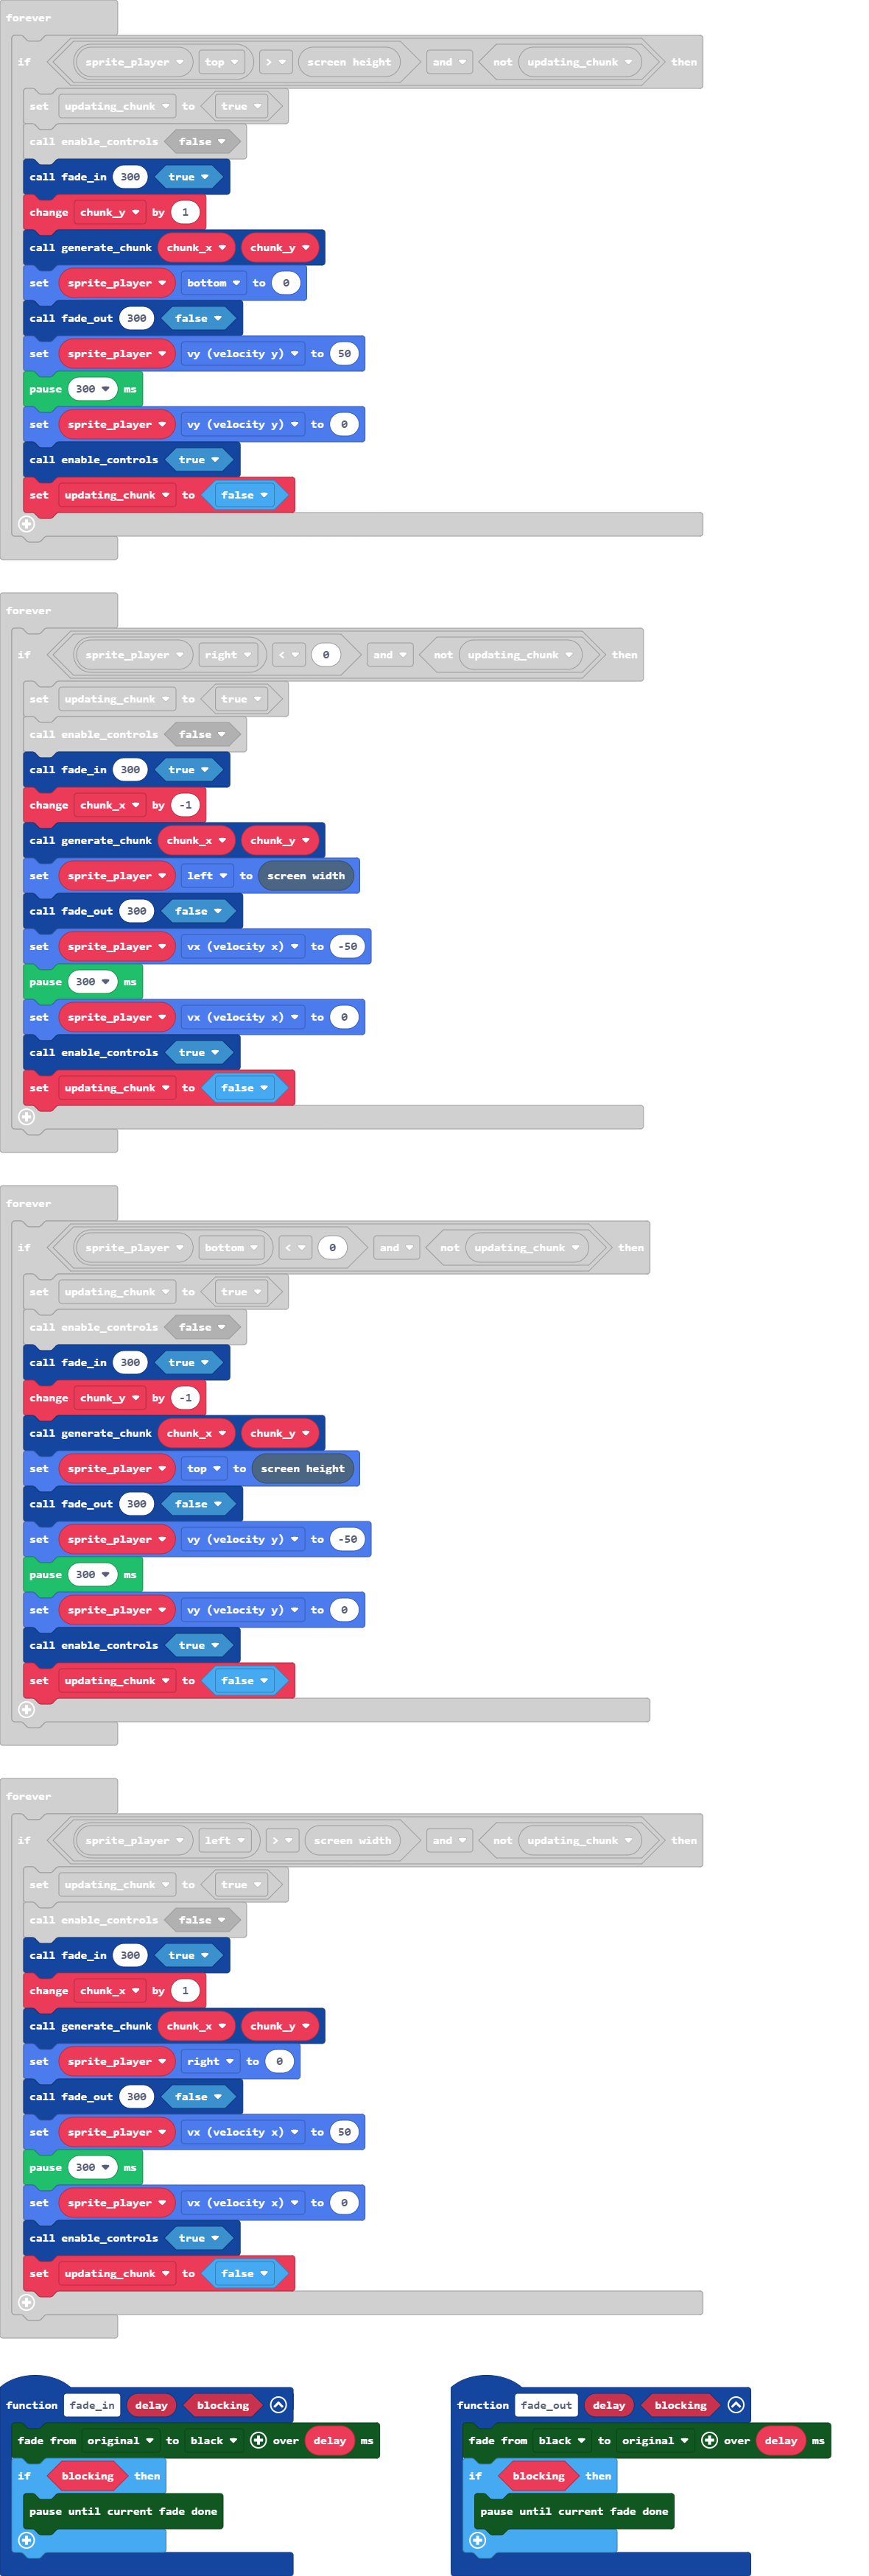 forever
if sprite_player top > screen height and not updating_chunk then
set updating_chunk to true
call enable_controls false
call fade_in 300 true
change chunk_y by 1
call generate_chunk chunk_x chunk_y
set sprite_player bottom to 0
call fade_out 300 false
set sprite_player vy (velocity y) to 50
pause 300 ms
set sprite_player vy (velocity y) to 0
call enable_controls true
set updating_chunk to false
forever
if sprite_player right < 0 and not updating_chunk then
set updating_chunk to true
call enable_controls false
call fade_in 300 true
change chunk_x by -1
call generate_chunk chunk_x chunk_y
set sprite_player left to screen width
call fade_out 300 false
set sprite_player vx (velocity x) to -50
pause 300 ms
set sprite_player vx (velocity x) to 0
call enable_controls true
set updating_chunk to false
forever
if sprite_player bottom < 0 and not updating_chunk then
set updating_chunk to true
call enable_controls false
call fade_in 300 true
change chunk_y by -1
call generate_chunk chunk_x chunk_y
set sprite_player top to screen height
call fade_out 300 false
set sprite_player vy (velocity y) to -50
pause 300 ms
set sprite_player vy (velocity y) to 0
call enable_controls true
set updating_chunk to false
forever
if sprite_player left > screen width and not updating_chunk then
set updating_chunk to true
call enable_controls false
call fade_in 300 true
change chunk_x by 1
call generate_chunk chunk_x chunk_y
set sprite_player right to 0
call fade_out 300 false
set sprite_player vx (velocity x) to 50
pause 300 ms
set sprite_player vx (velocity x) to 0
call enable_controls true
set updating_chunk to false
function fade_in delay blocking
fade from original to black over delay ms
if blocking then
pause until current fade done
function fade_out delay blocking
fade from black to original over delay ms
if blocking then
pause until current fade done